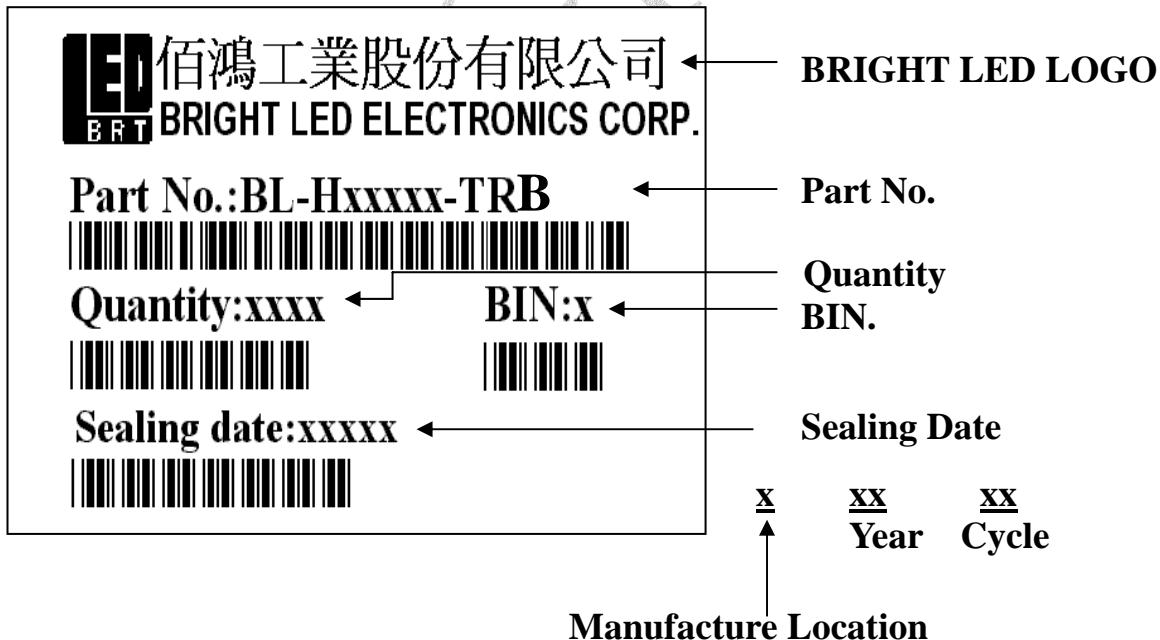 LED
BRT
佰鴻工業股份有限公司
BRIGHT LED ELECTRONICS CORP.
BRIGHT LED LOGO
Part No.:BL-Hxxxxx-TRB
Part No.
Quantity:xxxx
BIN:x
Quantity
BIN.
Sealing date:xxxxx
Sealing Date
x xx xx
Year Cycle
Manufacture Location